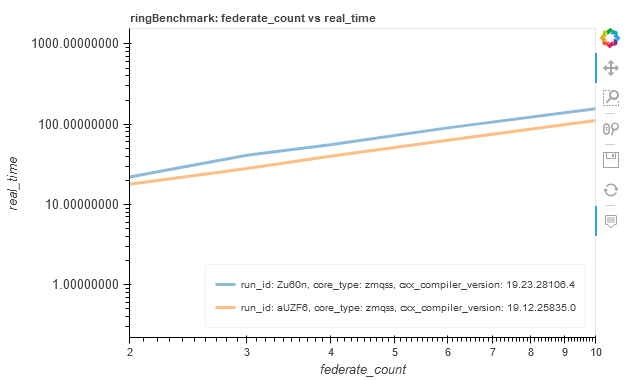 ringBenchmark: federate_count vs real_time
1000.00000000
100.00000000
10.00000000
1.00000000
real_time
run_id: Zu60n, core_type: zmqss, cxx_compiler_version: 19.23.28106.4
run_id: aUZF6, core_type: zmqss, cxx_compiler_version: 19.12.25835.0
2 3 4 5 6 7 8 9 10
federate_count